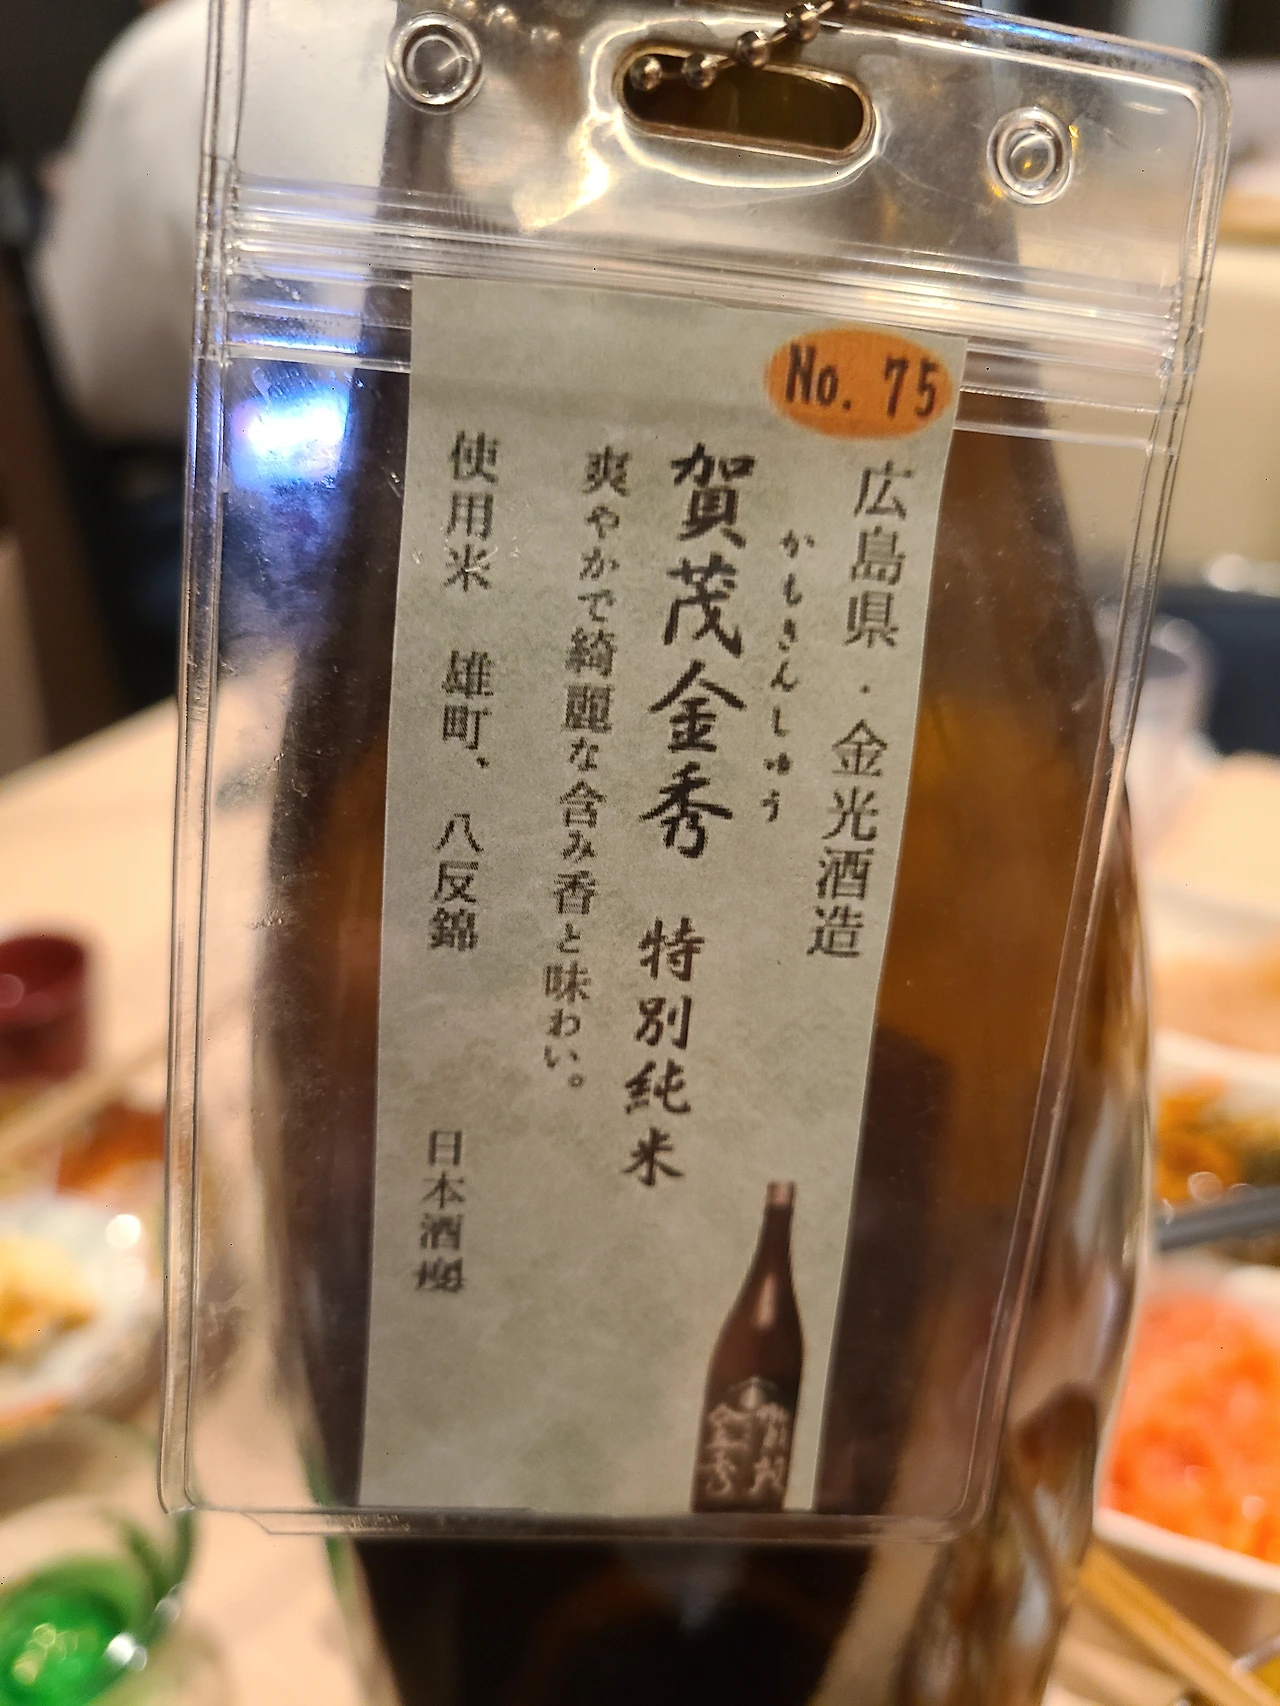 No. 75
広島県・金光酒造
かもきんしゅう
賀茂金秀 特別純米
爽やかで綺麗な含み香と味わい。
使用米 雄町、八反錦
日本酒度